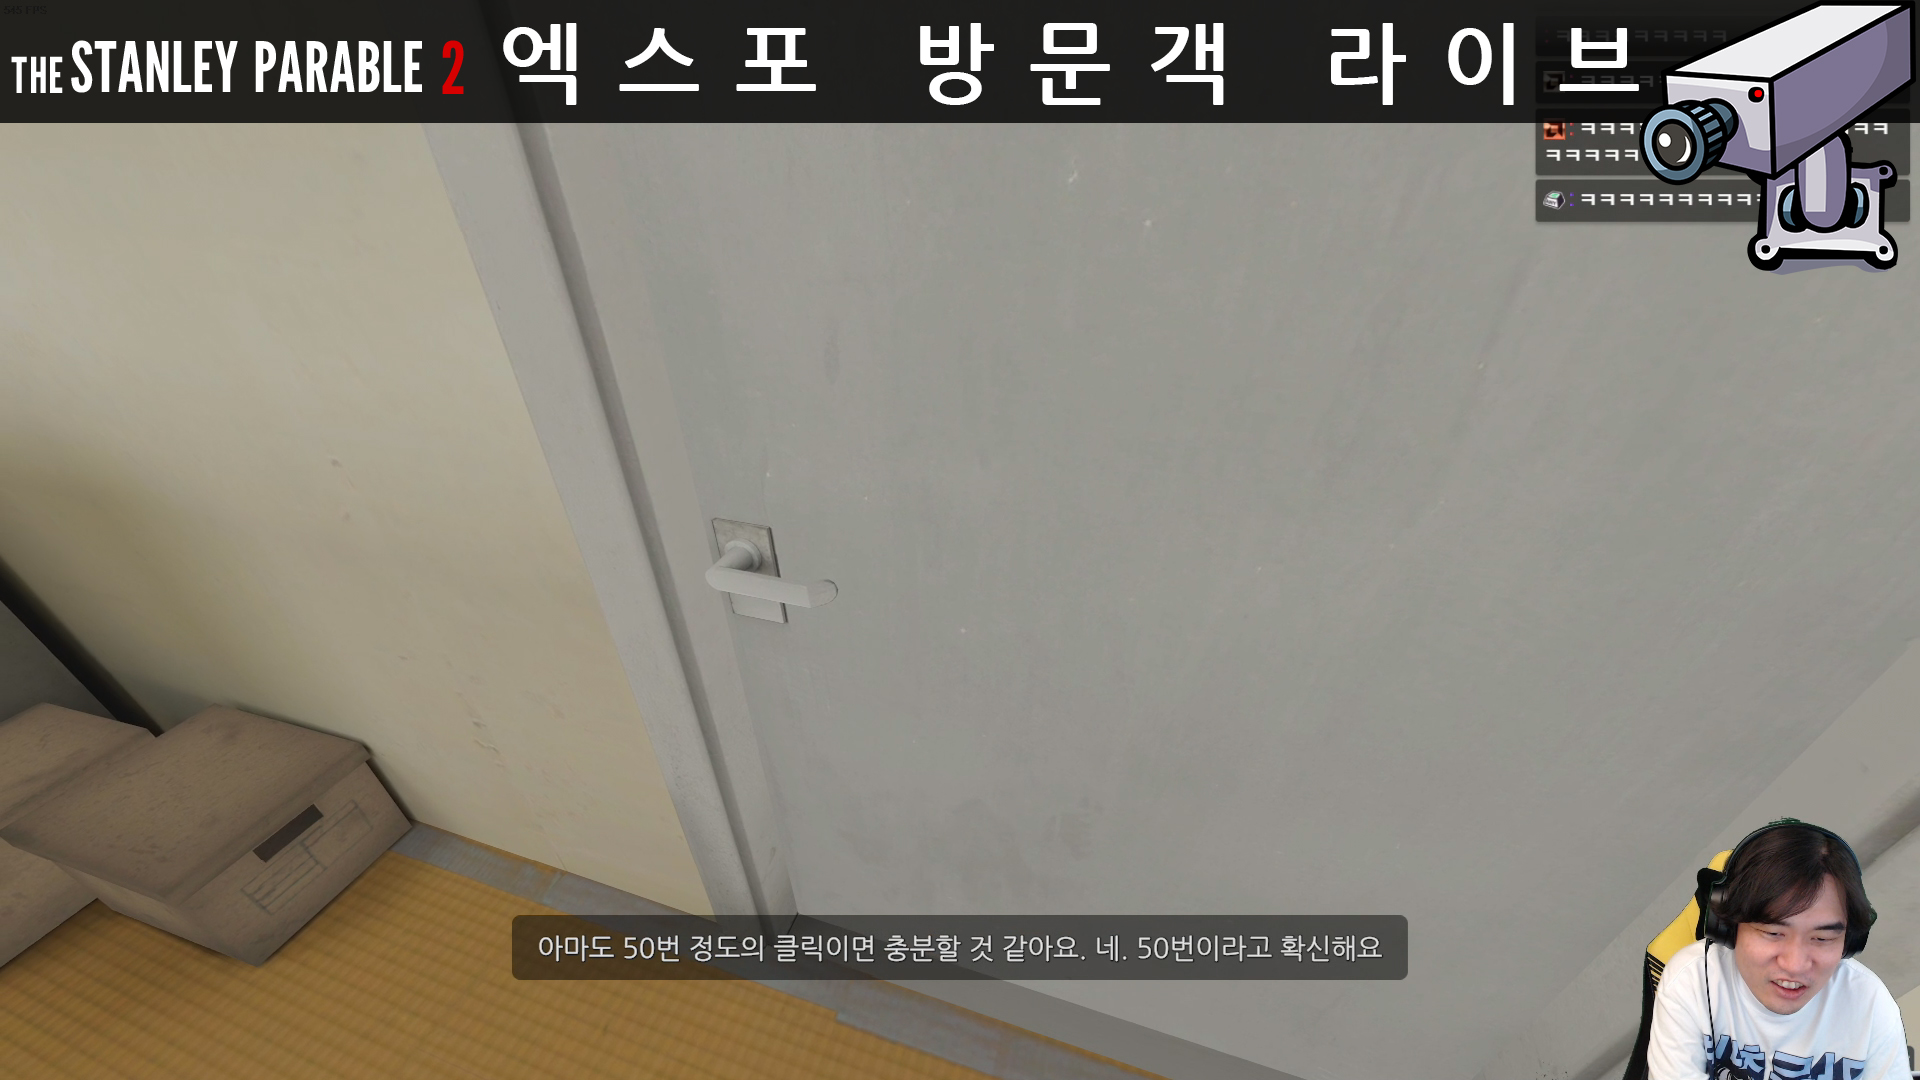 THE STANLEY PARABLE 2 엑스포 방문객 라이브
ㅋㅋㅋ
ㅋㅋㅋㅋㅋ
ㅋㅋㅋㅋㅋㅋㅋㅋㅋ
아마도 50번 정도의 클릭이면 충분할 것 같아요. 네. 50번이라고 확신해요